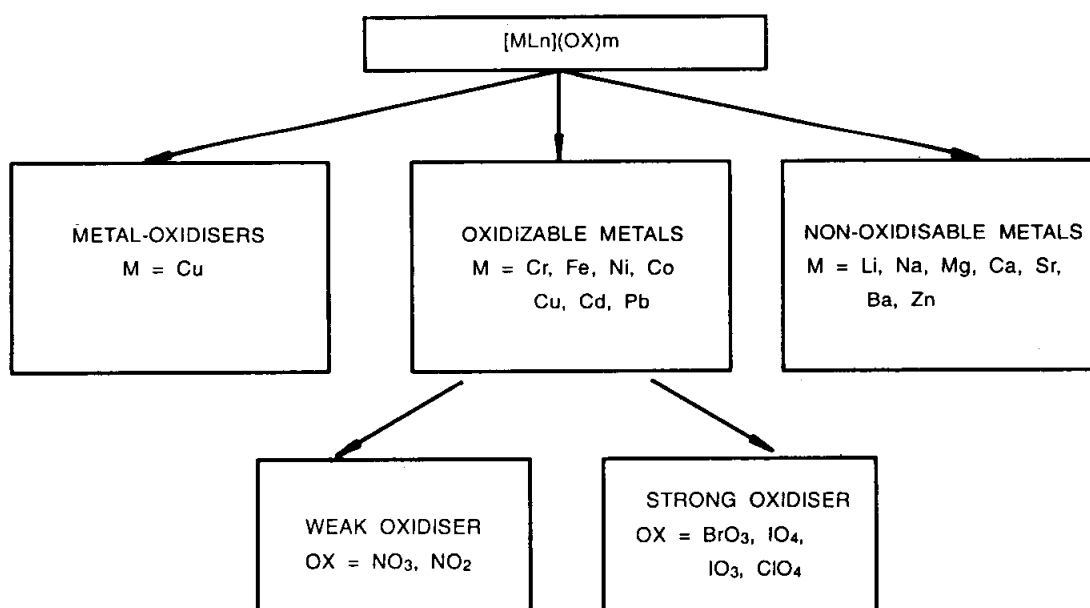 [MLn](OX)m
METAL-OXIDISERS
M = Cu
OXIDIZABLE METALS
M = Cr, Fe, Ni, Co
Cu, Cd, Pb
NON-OXIDISABLE METALS
M = Li, Na, Mg, Ca, Sr,
Ba, Zn
WEAK OXIDISER
OX = NO₃, NO₂
STRONG OXIDISER
OX = BrO₃, IO₄,
IO₃, ClO₄